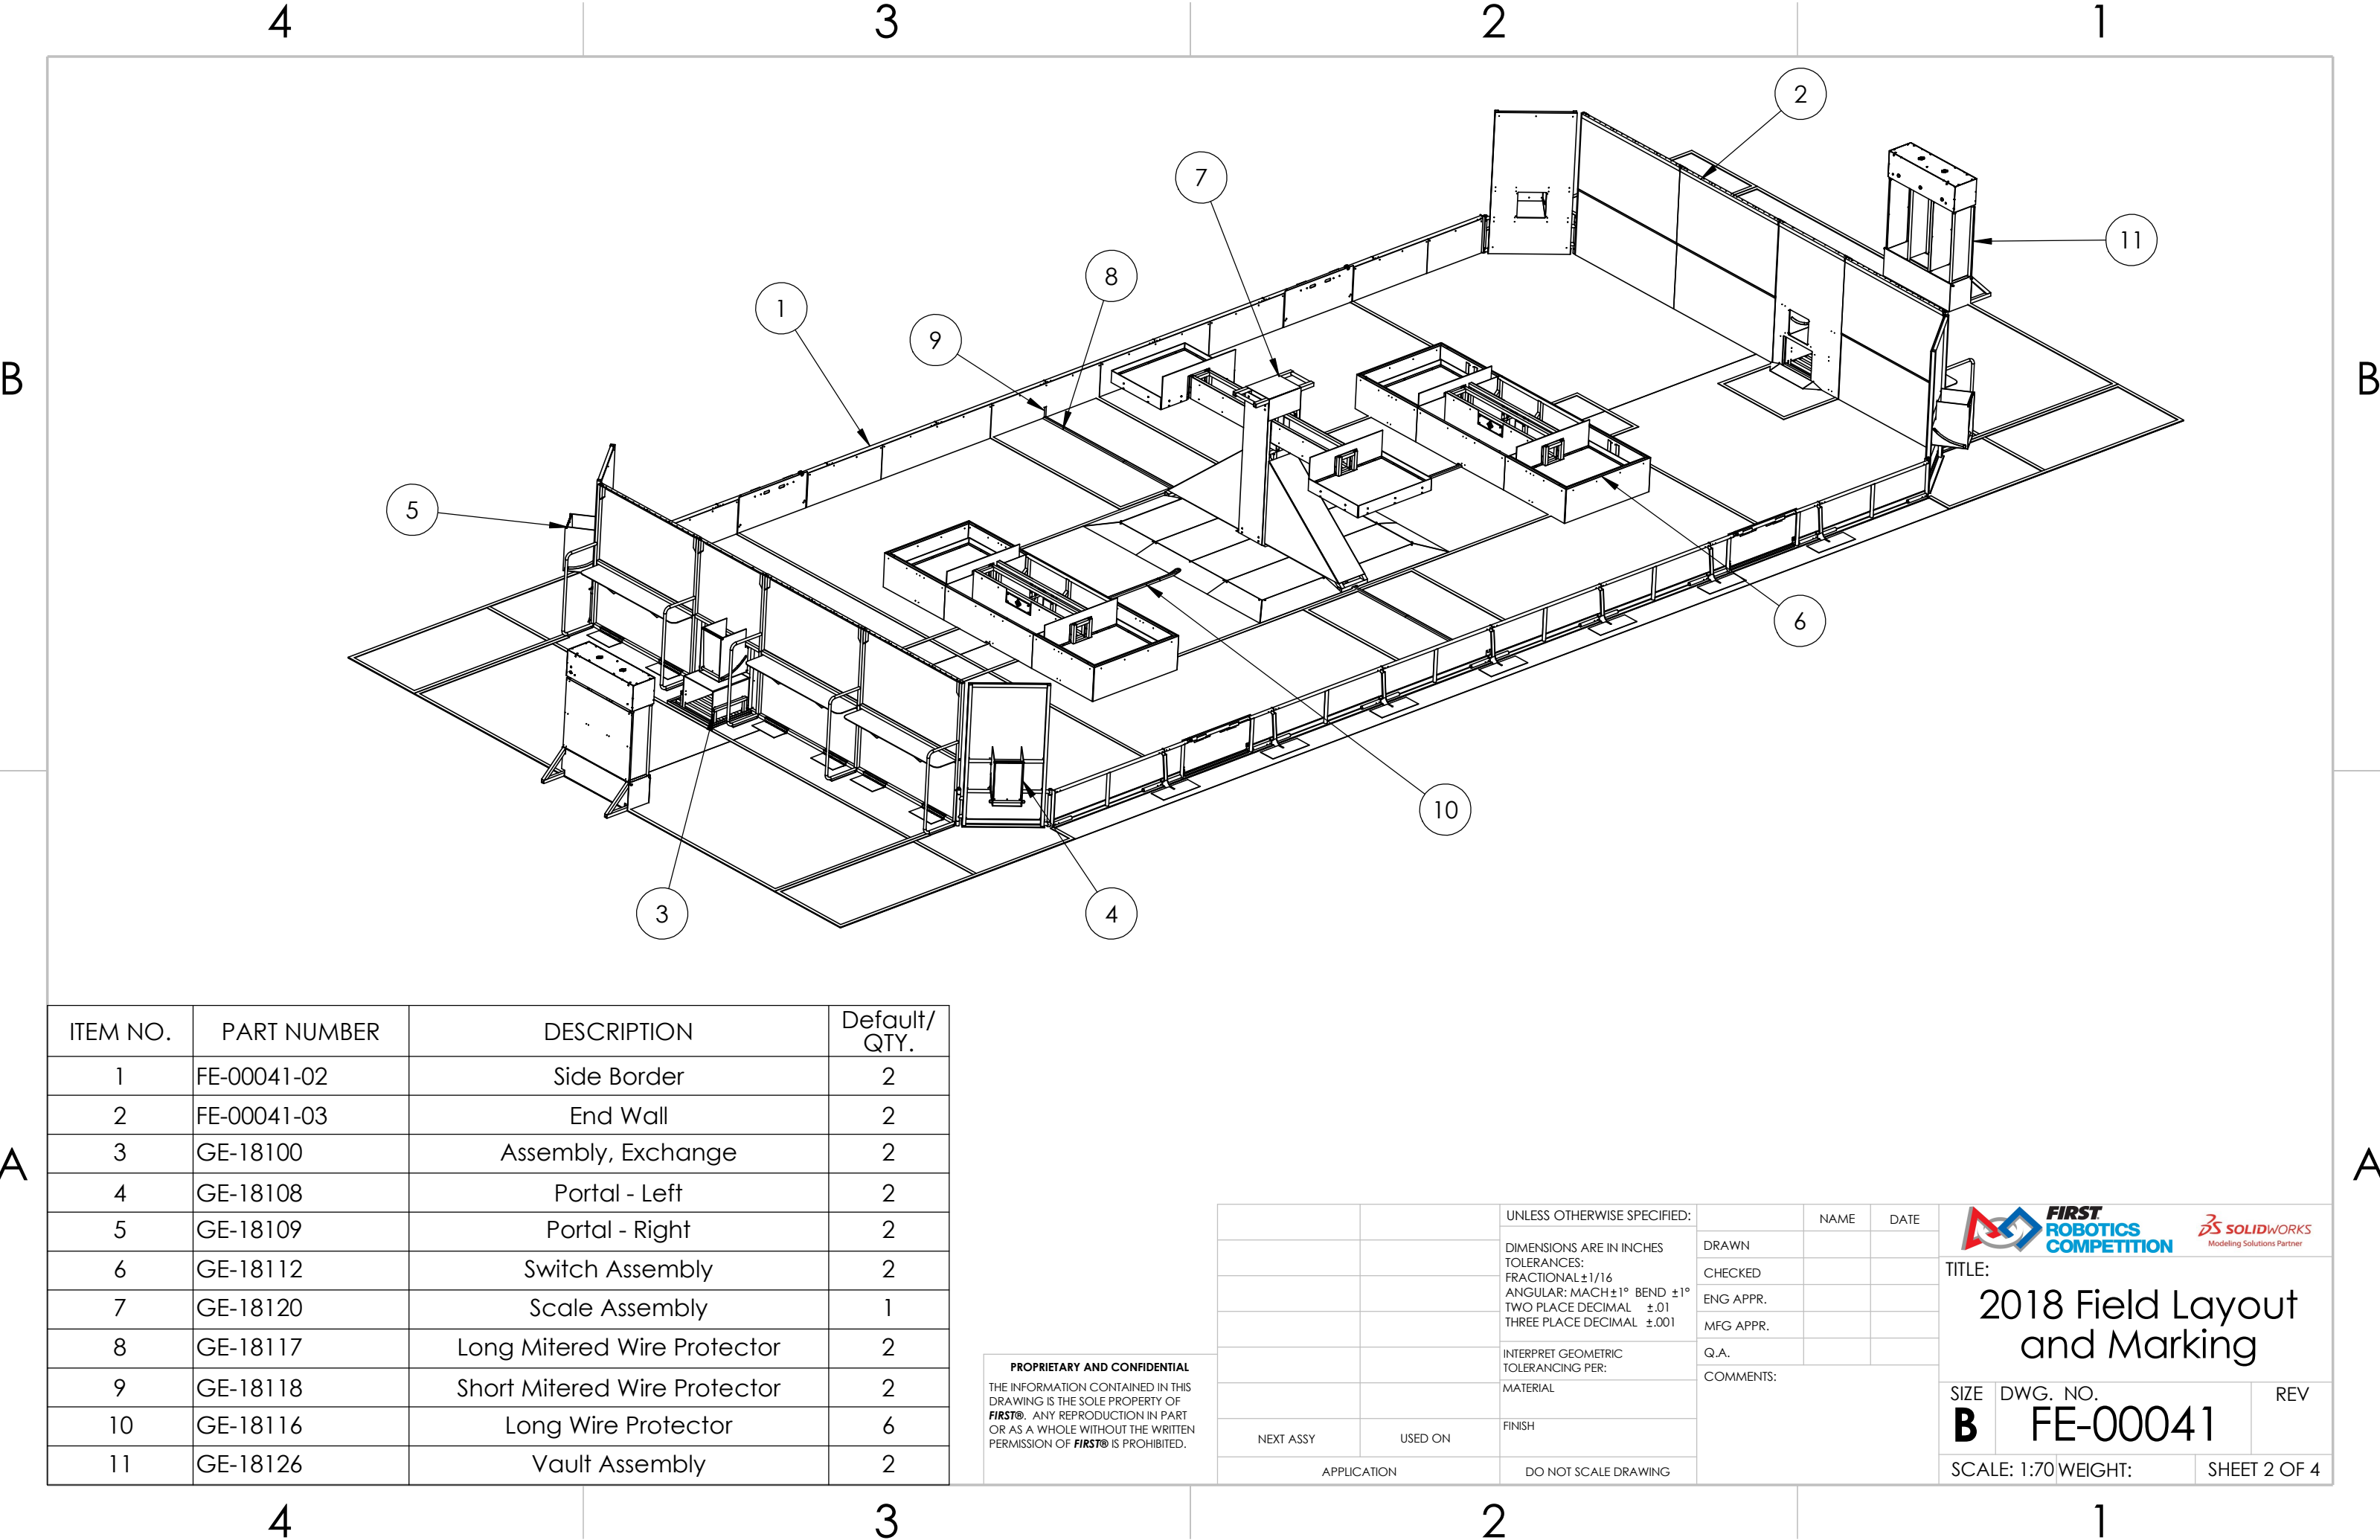 4 3 2 1
2
7
11
8
1
9
B B
5
6
10
3 4
ITEM NO. PART NUMBER DESCRIPTION Default/
QTY.
1 FE-00041-02 Side Border 2
2 FE-00041-03 End Wall 2
3 GE-18100 Assembly, Exchange 2
4 GE-18108 Portal - Left 2
5 GE-18109 Portal - Right 2
6 GE-18112 Switch Assembly 2
7 GE-18120 Scale Assembly 1
8 GE-18117 Long Mitered Wire Protector 2
9 GE-18118 Short Mitered Wire Protector 2
10 GE-18116 Long Wire Protector 6
11 GE-18126 Vault Assembly 2
A A
PROPRIETARY AND CONFIDENTIAL
THE INFORMATION CONTAINED IN THIS
DRAWING IS THE SOLE PROPERTY OF
FIRST®. ANY REPRODUCTION IN PART
OR AS A WHOLE WITHOUT THE WRITTEN
PERMISSION OF FIRST® IS PROHIBITED.
NEXT ASSY USED ON
APPLICATION
UNLESS OTHERWISE SPECIFIED:
DIMENSIONS ARE IN INCHES
TOLERANCES:
FRACTIONAL ±1/16
ANGULAR: MACH ±1° BEND ±1°
TWO PLACE DECIMAL ±.01
THREE PLACE DECIMAL ±.001
INTERPRET GEOMETRIC
TOLERANCING PER:
MATERIAL
FINISH
DO NOT SCALE DRAWING
NAME DATE
DRAWN
CHECKED
ENG APPR.
MFG APPR.
Q.A.
COMMENTS:
FIRST.
ROBOTICS
COMPETITION
SOLIDWORKS
Modeling Solutions Partner
TITLE:
2018 Field Layout
and Marking
SIZE DWG. NO. REV
B FE-00041
SCALE: 1:70 WEIGHT: SHEET 2 OF 4
4 3 2 1